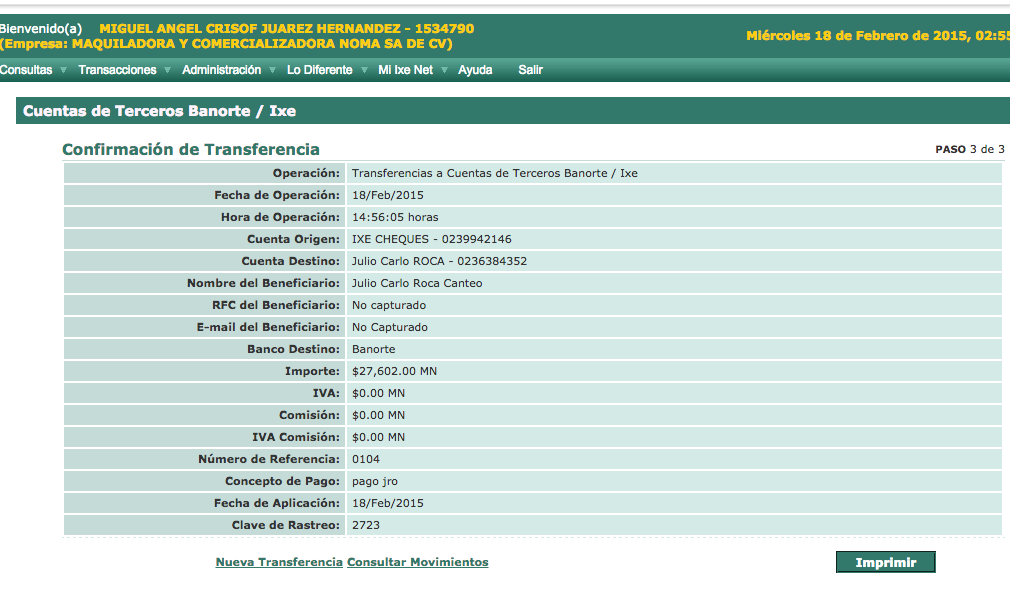 Bienvenido(a) MIGUEL ANGEL CRISOF JUAREZ HERNANDEZ - 1534790
(Empresa: MAQUILADORA Y COMERCIALIZADORA NOMA SA DE CV)
Miércoles 18 de Febrero de 2015, 02:55
Consultas Transacciones Administración Lo Diferente Mi Ixe Net Ayuda Salir
Cuentas de Terceros Banorte / Ixe
Confirmación de Transferencia
PASO 3 de 3
Operación: Transferencias a Cuentas de Terceros Banorte / Ixe
Fecha de Operación: 18/Feb/2015
Hora de Operación: 14:56:05 horas
Cuenta Origen: IXE CHEQUES - 0239942146
Cuenta Destino: Julio Carlo ROCA - 0236384352
Nombre del Beneficiario: Julio Carlo Roca Canteo
RFC del Beneficiario: No capturado
E-mail del Beneficiario: No Capturado
Banco Destino: Banorte
Importe: $27,602.00 MN
IVA: $0.00 MN
Comisión: $0.00 MN
IVA Comisión: $0.00 MN
Número de Referencia: 0104
Concepto de Pago: pago jro
Fecha de Aplicación: 18/Feb/2015
Clave de Rastreo: 2723
Nueva Transferencia Consultar Movimientos
Imprimir